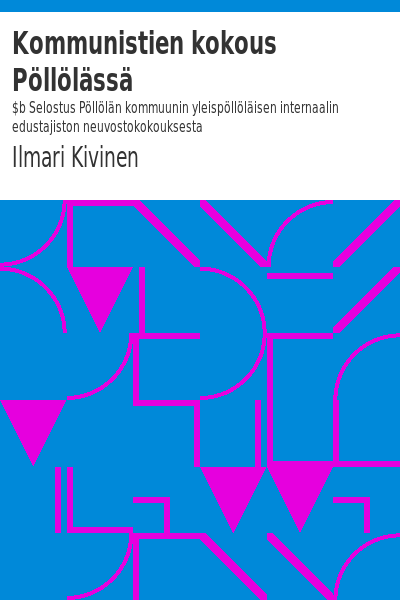 Kommunistien kokous
Pöllölässä
$b Selostus Pöllölän kommuunin yleispöllöläisen internaalin
edustajiston neuvostokokouksesta
Ilmari Kivinen